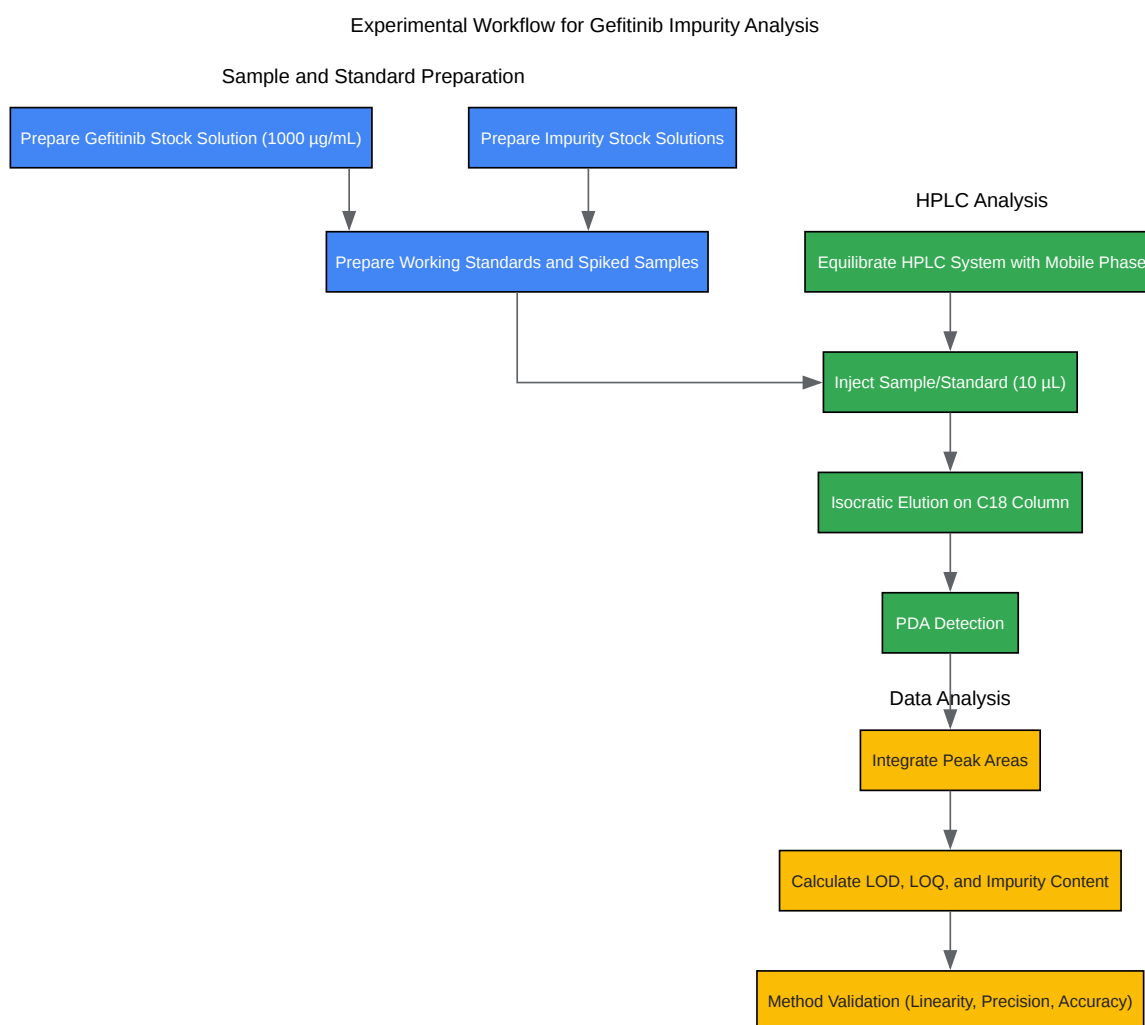 Experimental Workflow for Gefitinib Impurity Analysis
Sample and Standard Preparation
Prepare Gefitinib Stock Solution (1000 µg/mL)
Prepare Impurity Stock Solutions
HPLC Analysis
Prepare Working Standards and Spiked Samples
Equilibrate HPLC System with Mobile Phase
Inject Sample/Standard (10 µL)
Isocratic Elution on C18 Column
PDA Detection
Data Analysis
Integrate Peak Areas
Calculate LOD, LOQ, and Impurity Content
Method Validation (Linearity, Precision, Accuracy)